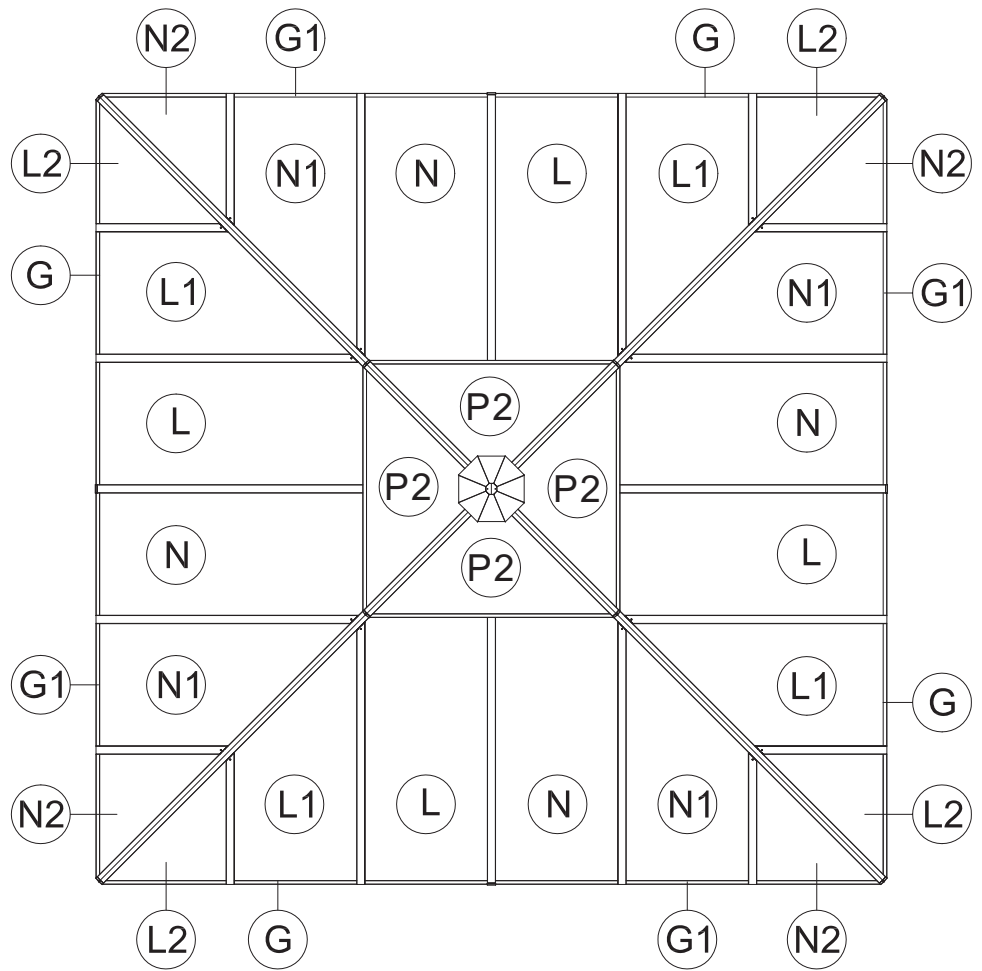 N2 G1 G L2
L2 N1 N L L1 N2
G L1 N1 G1
P2
L N
P2 P2
N L
P2
G1 N1 L1 G
N2 L1 L N N1 L2
L2 G G1 N2